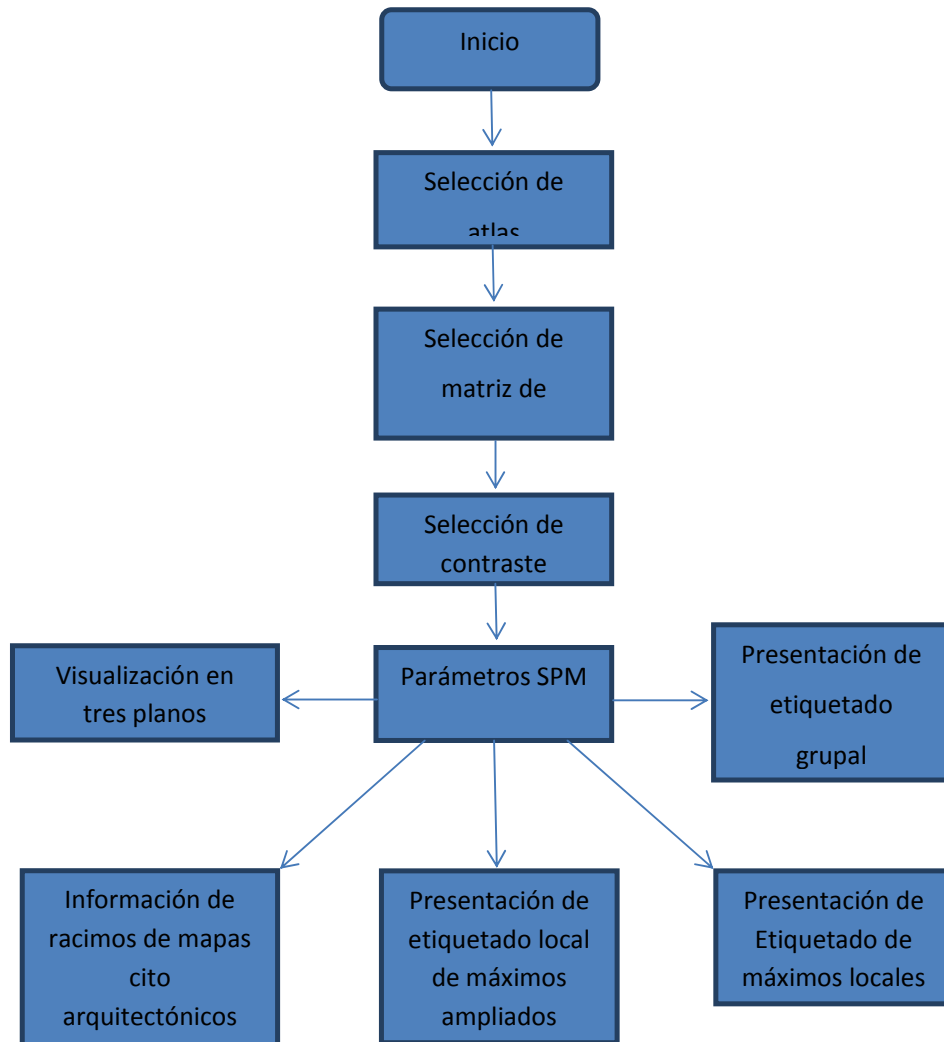 Inicio
Selección de
atlas
Selección de
matriz de
Selección de
contraste
Parámetros SPM
Visualización en
tres planos
Presentación de
etiquetado
grupal
Información de
racimos de mapas
cito
arquitectónicos
Presentación de
etiquetado local
de máximos
ampliados
Presentación de
Etiquetado de
máximos locales